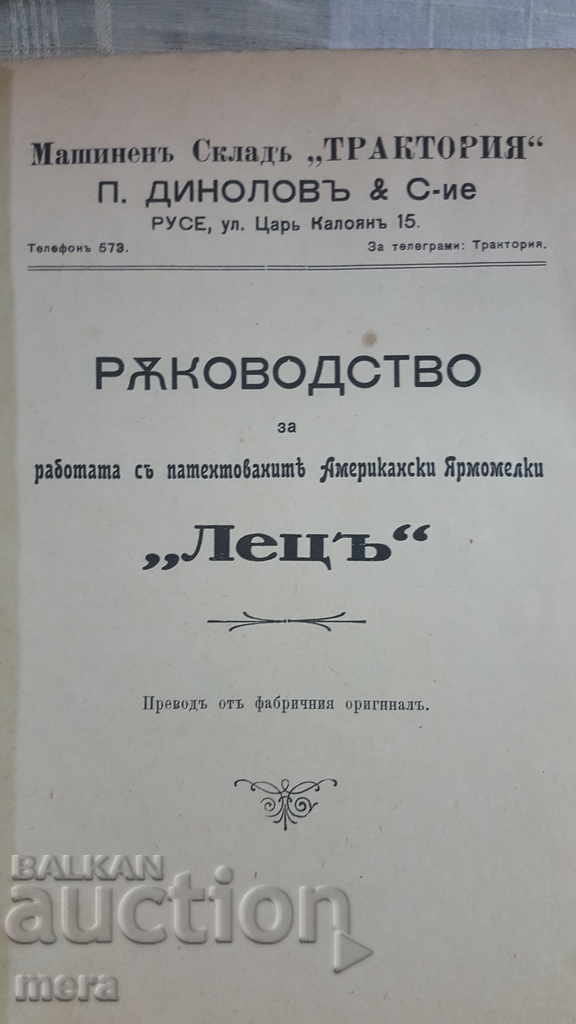 Машиненъ Складъ „ТРАКТОРИЯ“
П. ДИНОЛОВЪ & С-ие
РУСЕ, ул. Царь Калоянъ 15.
Телефонъ 573. За телеграми: Трактория.
РѪКОВОДСТВО
за
работата съ патентованитѣ Американски Ярмомелки
„Лецъ“
Преводъ отъ фабричния оригиналъ.
BALKAN
auction
mera